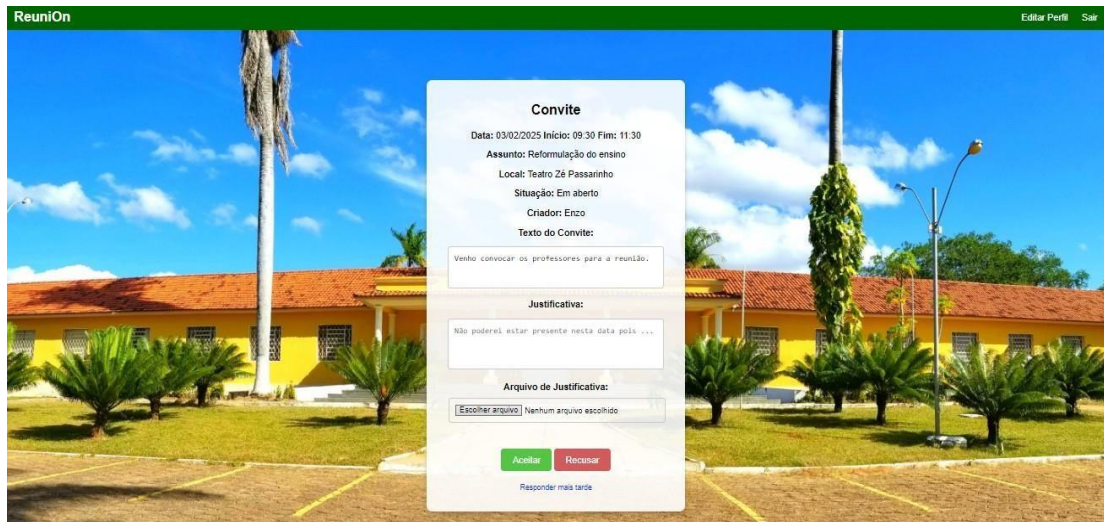 ReuniOn
Editar Perfil Sair
Convite
Data: 03/02/2025 Início: 09:30 Fim: 11:30
Assunto: Reformulação do ensino
Local: Teatro Zé Passarinho
Situação: Em aberto
Criador: Enzo
Texto do Convite:
Venho convocar os professores para a reunião.
Justificativa:
Não poderei estar presente nesta data pois ...
Arquivo de Justificativa:
Escolher arquivo Nenhum arquivo escolhido
Aceitar Recusar
Responder mais tarde